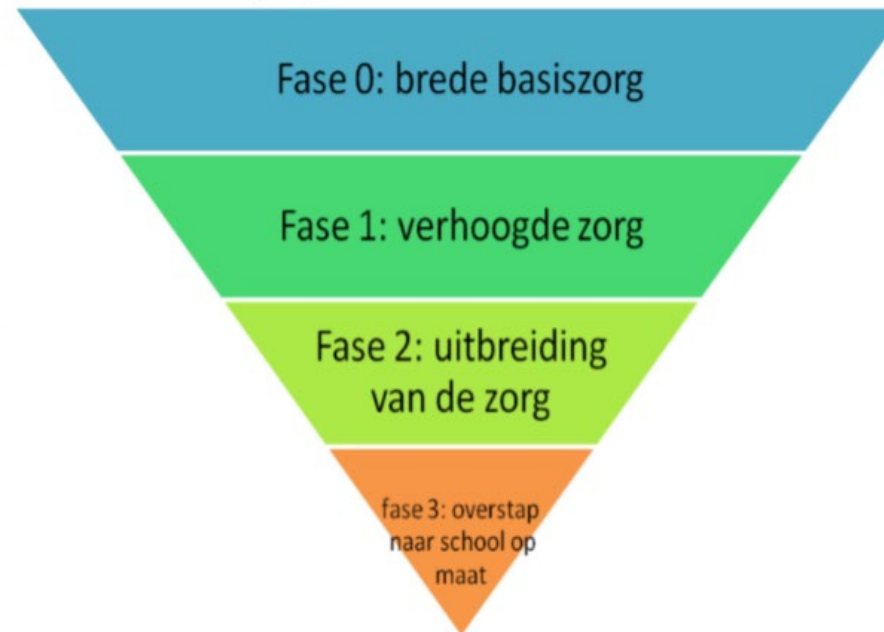 Fase 0: brede basiszorg
Fase 1: verhoogde zorg
Fase 2: uitbreiding
van de zorg
fase 3: overstap
naar school op
maat